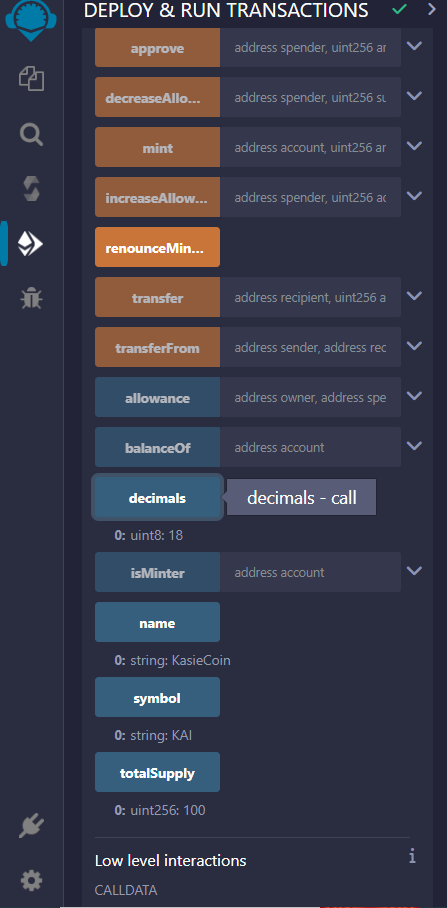 DEPLOY & RUN TRANSACTIONS
approve address spender, uint256 ar
decreaseAllo... address spender, uint256 su
mint address account, uint256 ar
increaseAllow... address spender, uint256 ad
renounceMin...
transfer address recipient, uint256 a
transferFrom address sender, address rec
allowance address owner, address spe
balanceOf address account
decimals decimals - call
0: uint8: 18
isMinter address account
name
0: string: KasieCoin
symbol
0: string: KAI
totalSupply
0: uint256: 100
Low level interactions i
CALLDATA